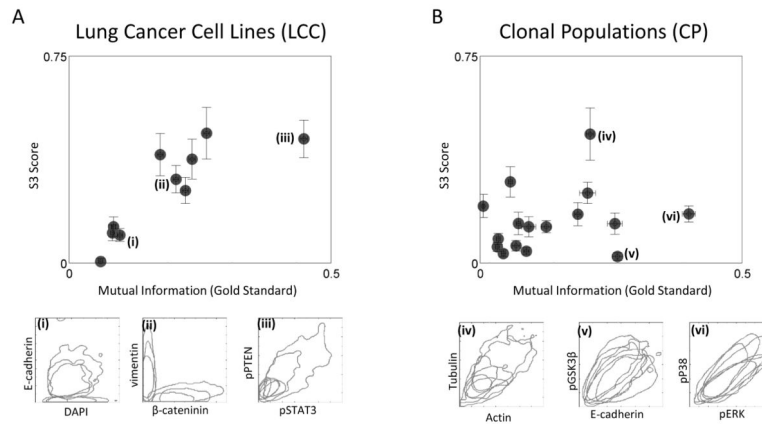 A
Lung Cancer Cell Lines (LCC)
0.75
S3 Score
(iii)
(ii)
(i)
0
0
0.5
Mutual Information (Gold Standard)
(i)
E-cadherin
DAPI
(ii)
vimentin
β-cateninin
(iii)
pPTEN
pSTAT3
B
Clonal Populations (CP)
0.75
S3 Score
(iv)
(vi)
(v)
0
0
0.5
Mutual Information (Gold Standard)
(iv)
Tubulin
Actin
(v)
pGSK3β
E-cadherin
(vi)
pP38
pERK